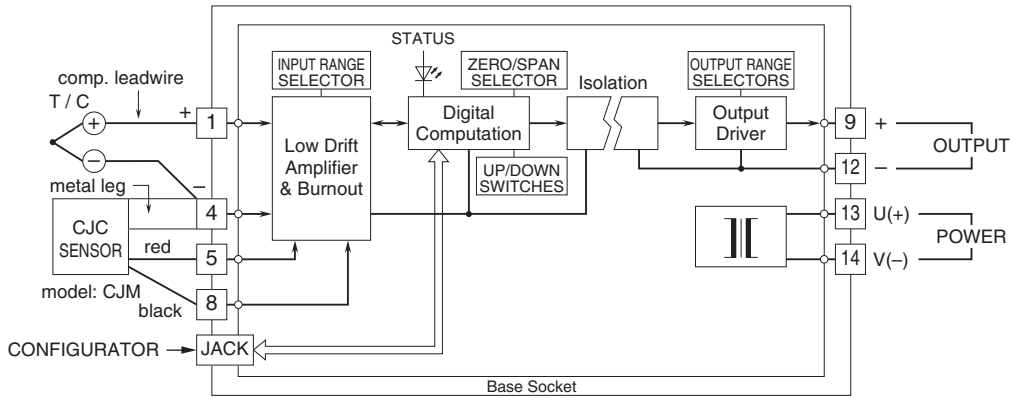 STATUS
INPUT RANGE
SELECTOR
ZERO/SPAN
SELECTOR
Isolation
OUTPUT RANGE
SELECTORS
comp. leadwire
T / C
+
+
1
Low Drift
Amplifier
& Burnout
Digital
Computation
Output
Driver
9
+
OUTPUT
12
−
UP/DOWN
SWITCHES
−
−
metal leg
4
CJC
SENSOR
red
5
model: CJM
black
8
13
U(+)
POWER
14
V(–)
CONFIGURATOR
JACK
Base Socket